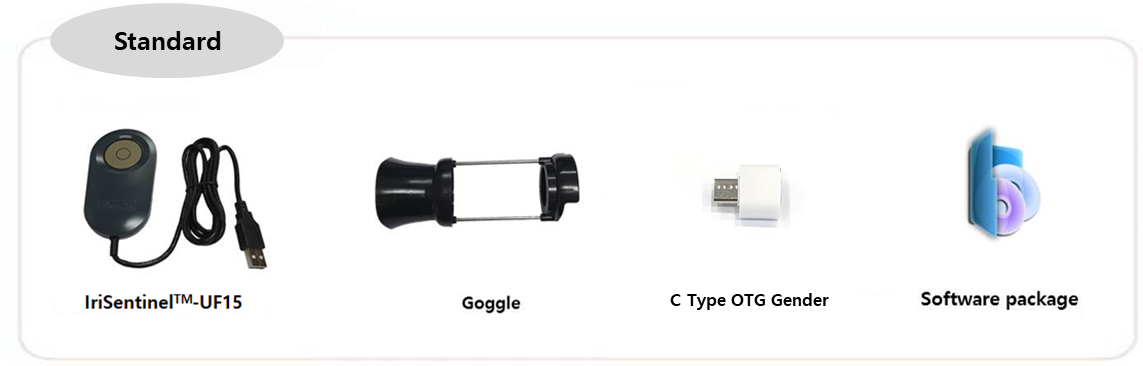 Standard
IriSentinel™-UF15
Goggle
C Type OTG Gender
Software package